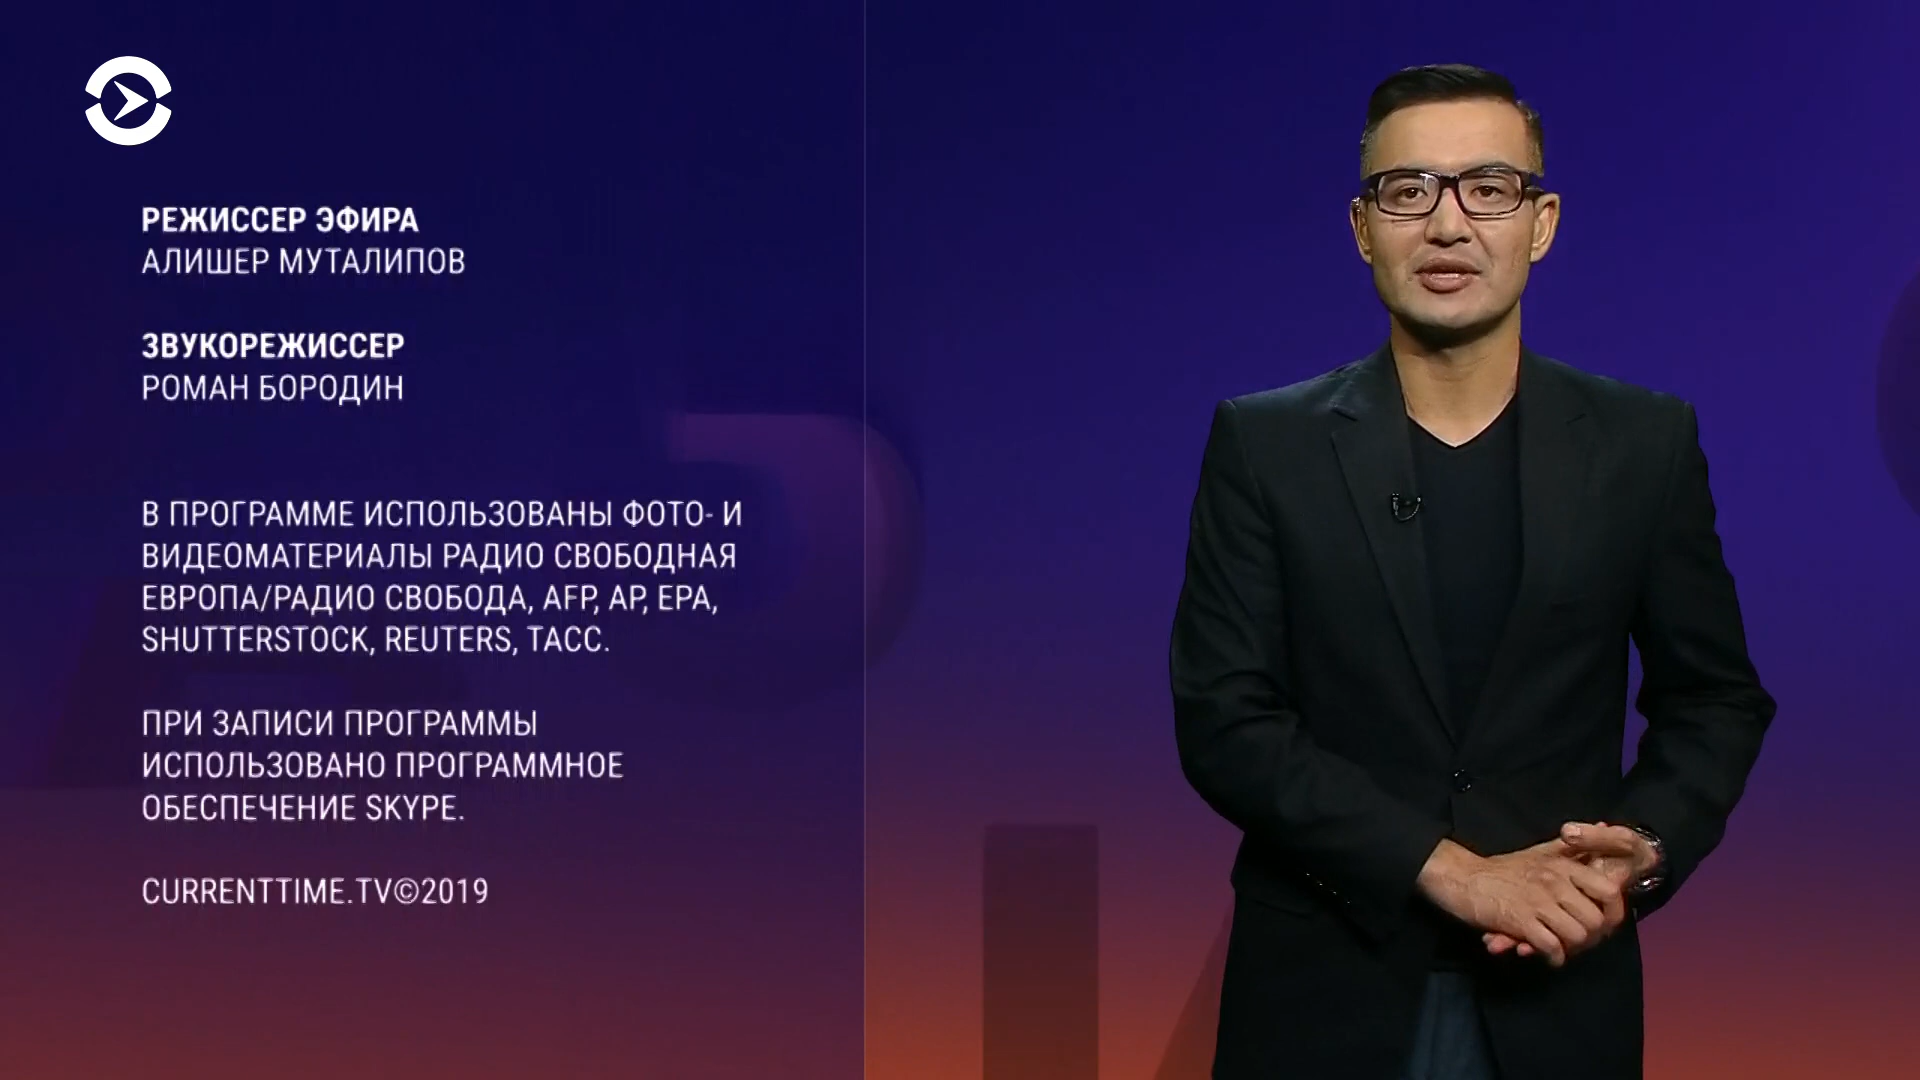 РЕЖИССЕР ЭФИРА
АЛИШЕР МУТАЛИПОВ
ЗВУКОРЕЖИССЕР
РОМАН БОРОДИН
В ПРОГРАММЕ ИСПОЛЬЗОВАНЫ ФОТО- И
ВИДЕОМАТЕРИАЛЫ РАДИО СВОБОДНАЯ
ЕВРОПА/РАДИО СВОБОДА, AFP, AP, EPA,
SHUTTERSTOCK, REUTERS, ТАСС.
ПРИ ЗАПИСИ ПРОГРАММЫ
ИСПОЛЬЗОВАНО ПРОГРАММНОЕ
ОБЕСПЕЧЕНИЕ SKYPE.
CURRENTTIME.TV©2019